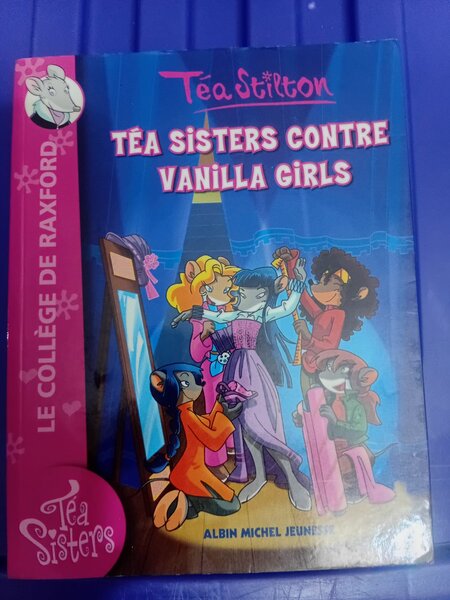 Téa Stilton
TÉA SISTERS CONTRE
VANILLA GIRLS
LE COLLÈGE DE RAXFORD
Téa
Sisters
ALBIN MICHEL JEUNESSE